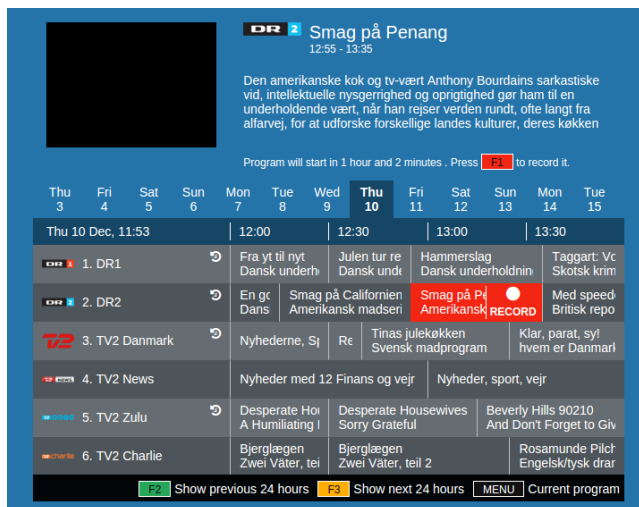 DR 2 Smag på Penang
12:55 - 13:35
Den amerikanske kok og tv-vært Anthony Bourdains sarkastiske
vid, intellektuelle nysgerrighed og oprigtighed gør ham til en
underholdende vært, når han rejser verden rundt, ofte langt fra
alfarvej, for at udforske forskellige landes kulturer, deres køkken
Program will start in 1 hour and 2 minutes . Press F1 to record it.
Thu Fri Sat Sun Mon Tue Wed Thu Fri Sat Sun Mon Tue
3 4 5 6 7 8 9 10 11 12 13 14 15
Thu 10 Dec, 11:53 12:00 12:30 13:00 13:30
DR 1 1. DR1
Fra yt til nyt Julen tur re Hammerslag Taggart: Vo
Dansk underh Dansk unde Dansk underholdnin Skotsk krim
DR 2 2. DR2
En go Smag på Californien Smag på Pe Med speed
Dans Amerikansk madseri Amerikansk RECORD Britisk repo
TV2 3. TV2 Danmark
Nyhederne, Sp Re Tinas julekøkken Klar, parat, sy!
Svensk madprogram hvem er Danmark
NEWS 4. TV2 News Nyheder med 12 Finans og vejr Nyheder, sport, vejr
5. TV2 Zulu
Desperate Hou Desperate Housewives Beverly Hills 90210
A Humiliating Sorry Grateful And Don't Forget to Giv
charlie 6. TV2 Charlie
Bjerglægen Bjerglægen Rosamunde Pilch
Zwei Väter, tei Zwei Väter, teil 2 Engelsk/tysk drar
F2 Show previous 24 hours F3 Show next 24 hours MENU Current program